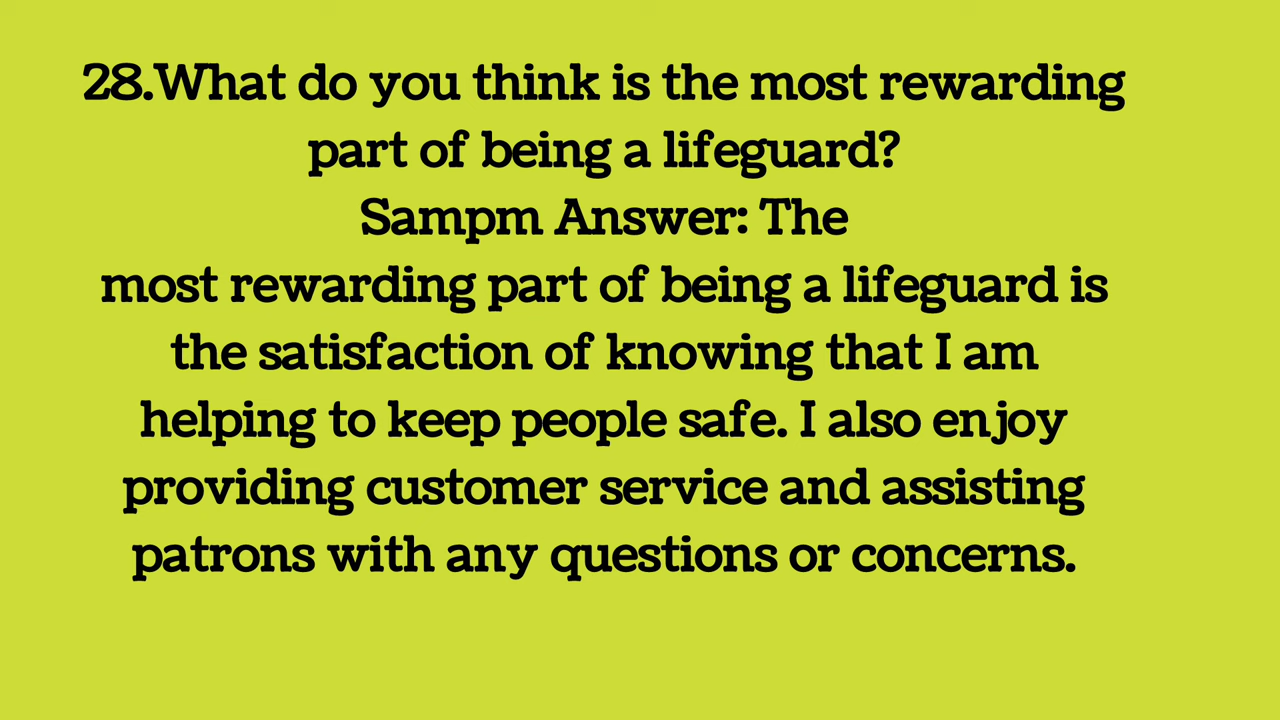 28.What do you think is the most rewarding
part of being a lifeguard?
Sampm Answer: The
most rewarding part of being a lifeguard is
the satisfaction of knowing that I am
helping to keep people safe. I also enjoy
providing customer service and assisting
patrons with any questions or concerns.